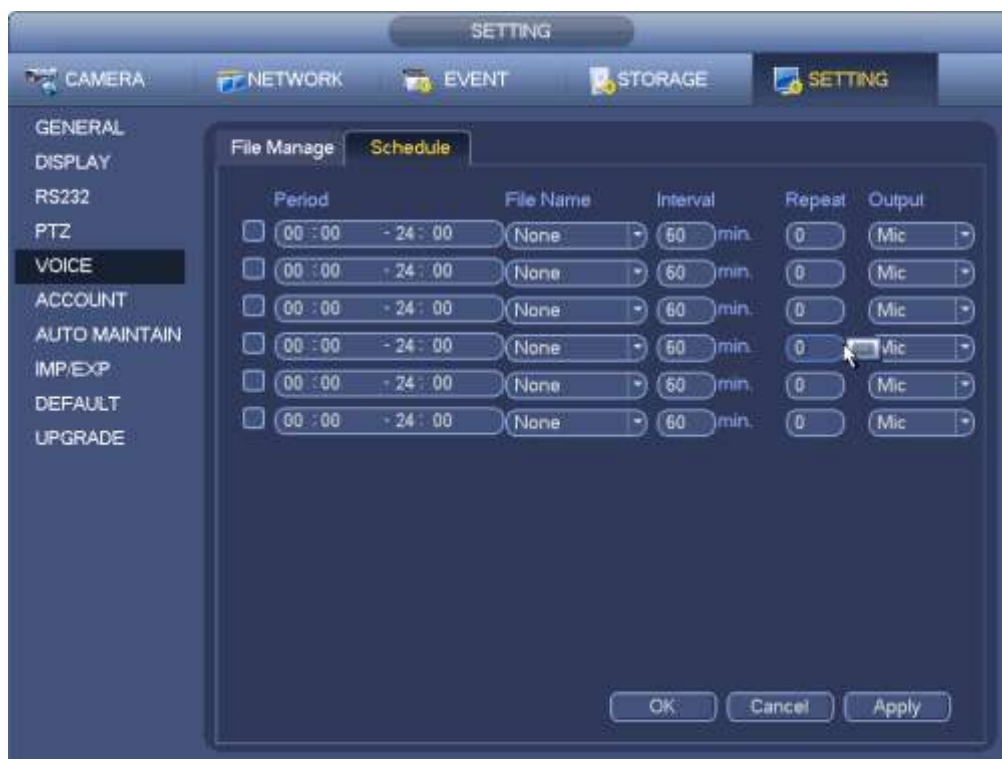 SETTING
CAMERA NETWORK EVENT STORAGE SETTING
GENERAL
DISPLAY
RS232
PTZ
VOICE
ACCOUNT
AUTO MAINTAIN
IMP/EXP
DEFAULT
UPGRADE
File Manage Schedule
Period File Name Interval Repeat Output
00 : 00 - 24 : 00 None 60 min. 0 Mic
00 : 00 - 24 : 00 None 60 min. 0 Mic
00 : 00 - 24 : 00 None 60 min. 0 Mic
00 : 00 - 24 : 00 None 60 min. 0 Mic
00 : 00 - 24 : 00 None 60 min. 0 Mic
00 : 00 - 24 : 00 None 60 min. 0 Mic
OK Cancel Apply